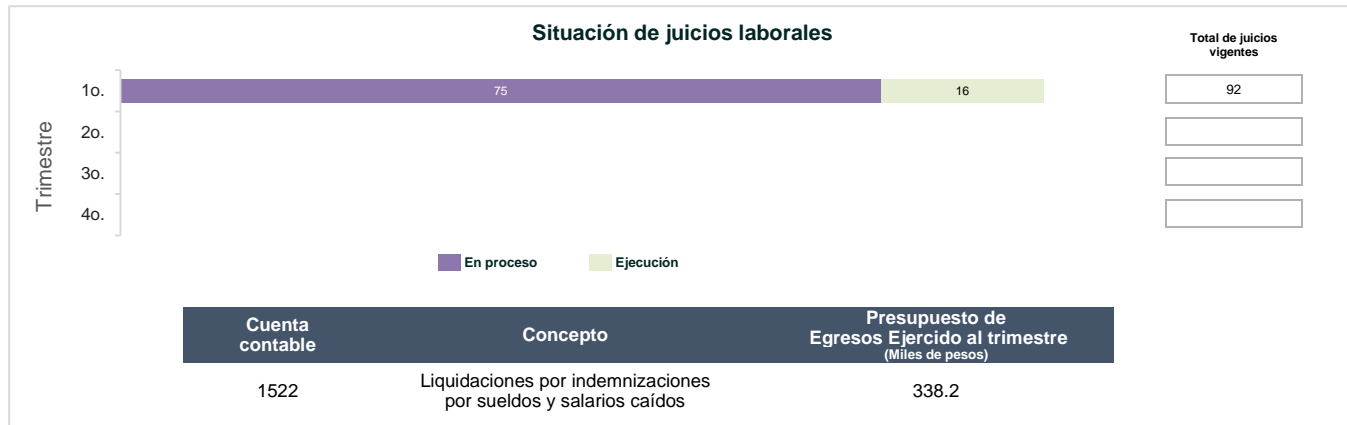 Situación de juicios laborales
Total de juicios
vigentes
Trimestre
1o.
75
16
92
2o.
3o.
4o.
En proceso
Ejecución
Cuenta
contable
Concepto
Presupuesto de
Egresos Ejercido al trimestre
(Miles de pesos)
1522
Liquidaciones por indemnizaciones
por sueldos y salarios caídos
338.2